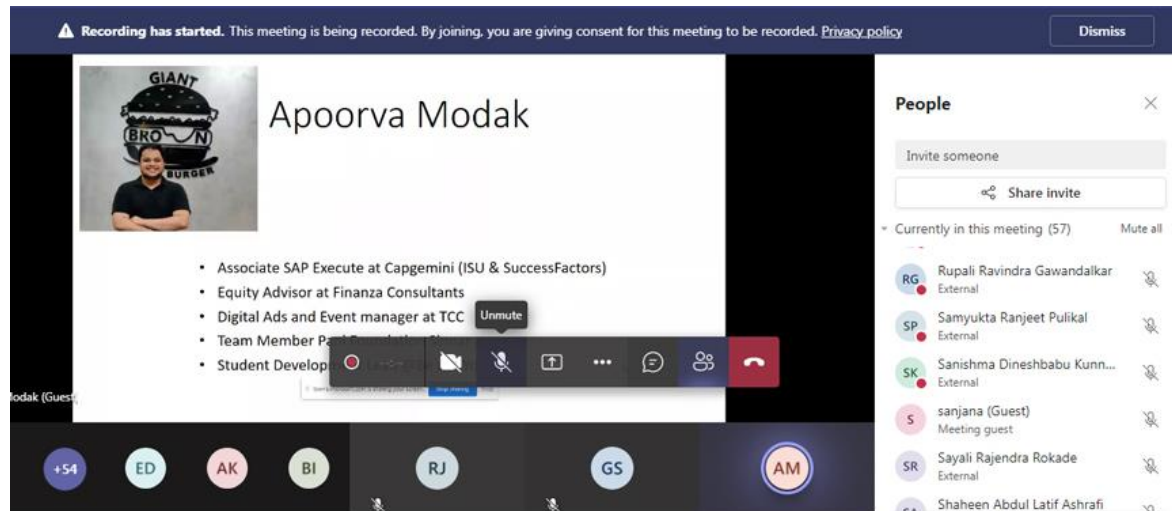 Recording has started. This meeting is being recorded. By joining, you are giving consent for this meeting to be recorded. Privacy policy
Dismiss
GIANT
BROWN
BURGER
Apoorva Modak
• Associate SAP Execute at Capgemini (ISU & SuccessFactors)
• Equity Advisor at Finanza Consultants
• Digital Ads and Event manager at TCC
Unmute
• Team Member
• Student
odak (Guest)
+54
ED
AK
BI
RJ
GS
AM
People
Invite someone
Share invite
Currently in this meeting (57)
Mute all
RG
Rupali Ravindra Gawandalkar
External
SP
Samyukta Ranjeet Pulikal
External
SK
Sanishma Dineshbabu Kunn...
External
S
sanjana (Guest)
Meeting guest
SR
Sayali Rajendra Rokade
External
Shaheen Abdul Latif Ashrafi